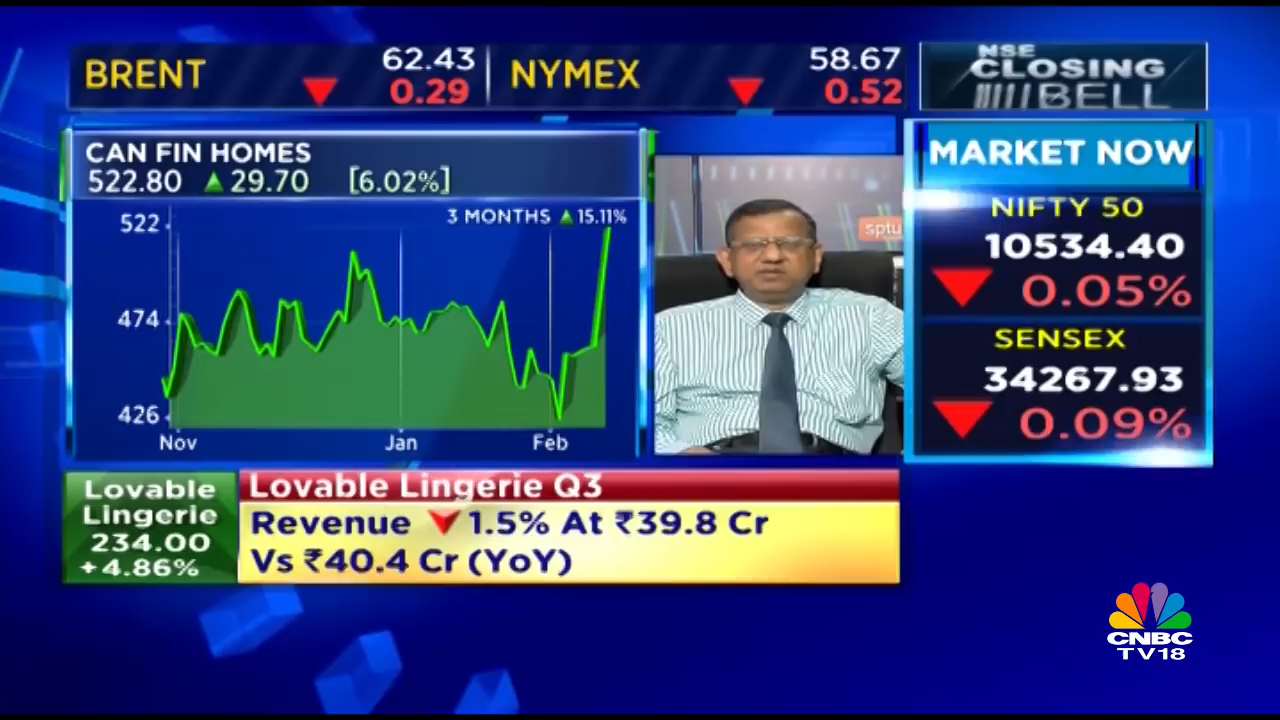 BRENT
62.43
0.29
NYMEX
58.67
0.52
NSE
CLOSING
BELL
CAN FIN HOMES
522.80 ▲ 29.70 [6.02%]
3 MONTHS ▲ 15.11%
522
474
426
Nov Jan Feb
sptu
MARKET NOW
NIFTY 50
10534.40
0.05%
SENSEX
34267.93
0.09%
Lovable
Lingerie
234.00
+4.86%
Lovable Lingerie Q3
Revenue ▼ 1.5% At ₹39.8 Cr
Vs ₹40.4 Cr (YoY)
CNBC
TV18